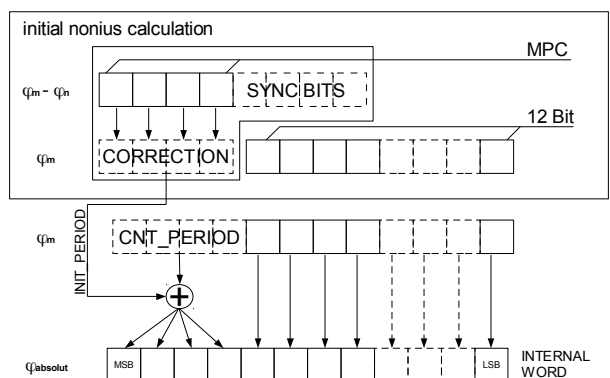 initial nonius calculation
MPC
φm - φn
SYNC BITS
12 Bit
φm
CORRECTION
INIT_PERIOD
φm
CNT_PERIOD
+
φabsolut
MSB
LSB
INTERNAL
WORD